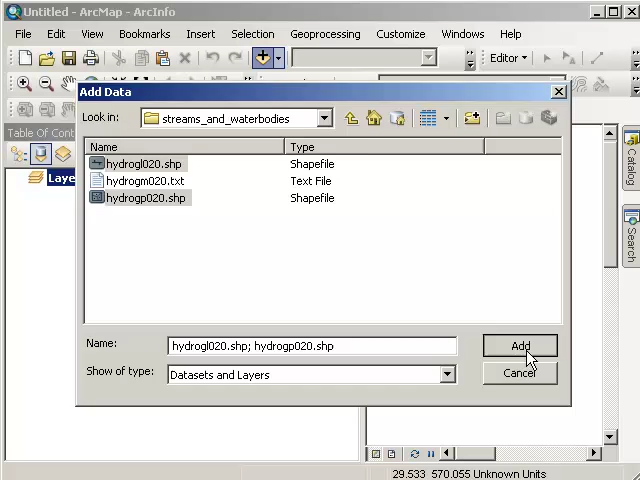 Untitled - ArcMap - ArcInfo
File Edit View Bookmarks Insert Selection Geoprocessing Customize Windows Help
Editor
Add Data
Look in: streams_and_waterbodies
Table Of Cont
Name Type
hydrogl020.shp Shapefile
Laye
hydrogm020.txt Text File
hydrogp020.shp Shapefile
Catalog
Search
Name: hydrogl020.shp; hydrogp020.shp
Add
Show of type: Datasets and Layers
Cancel
29.533 570.055 Unknown Units